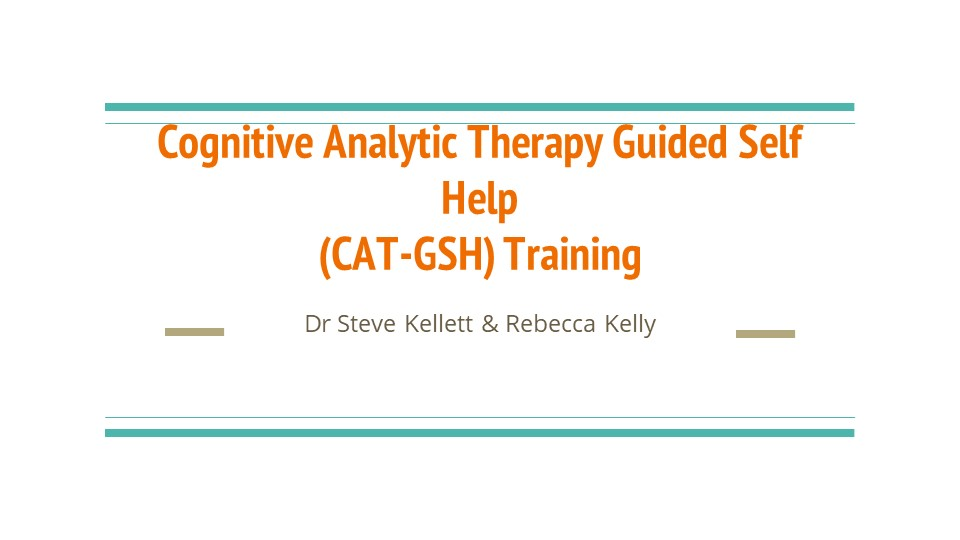 Cognitive Analytic Therapy Guided Self
Help
(CAT-GSH) Training
Dr Steve Kellett & Rebecca Kelly